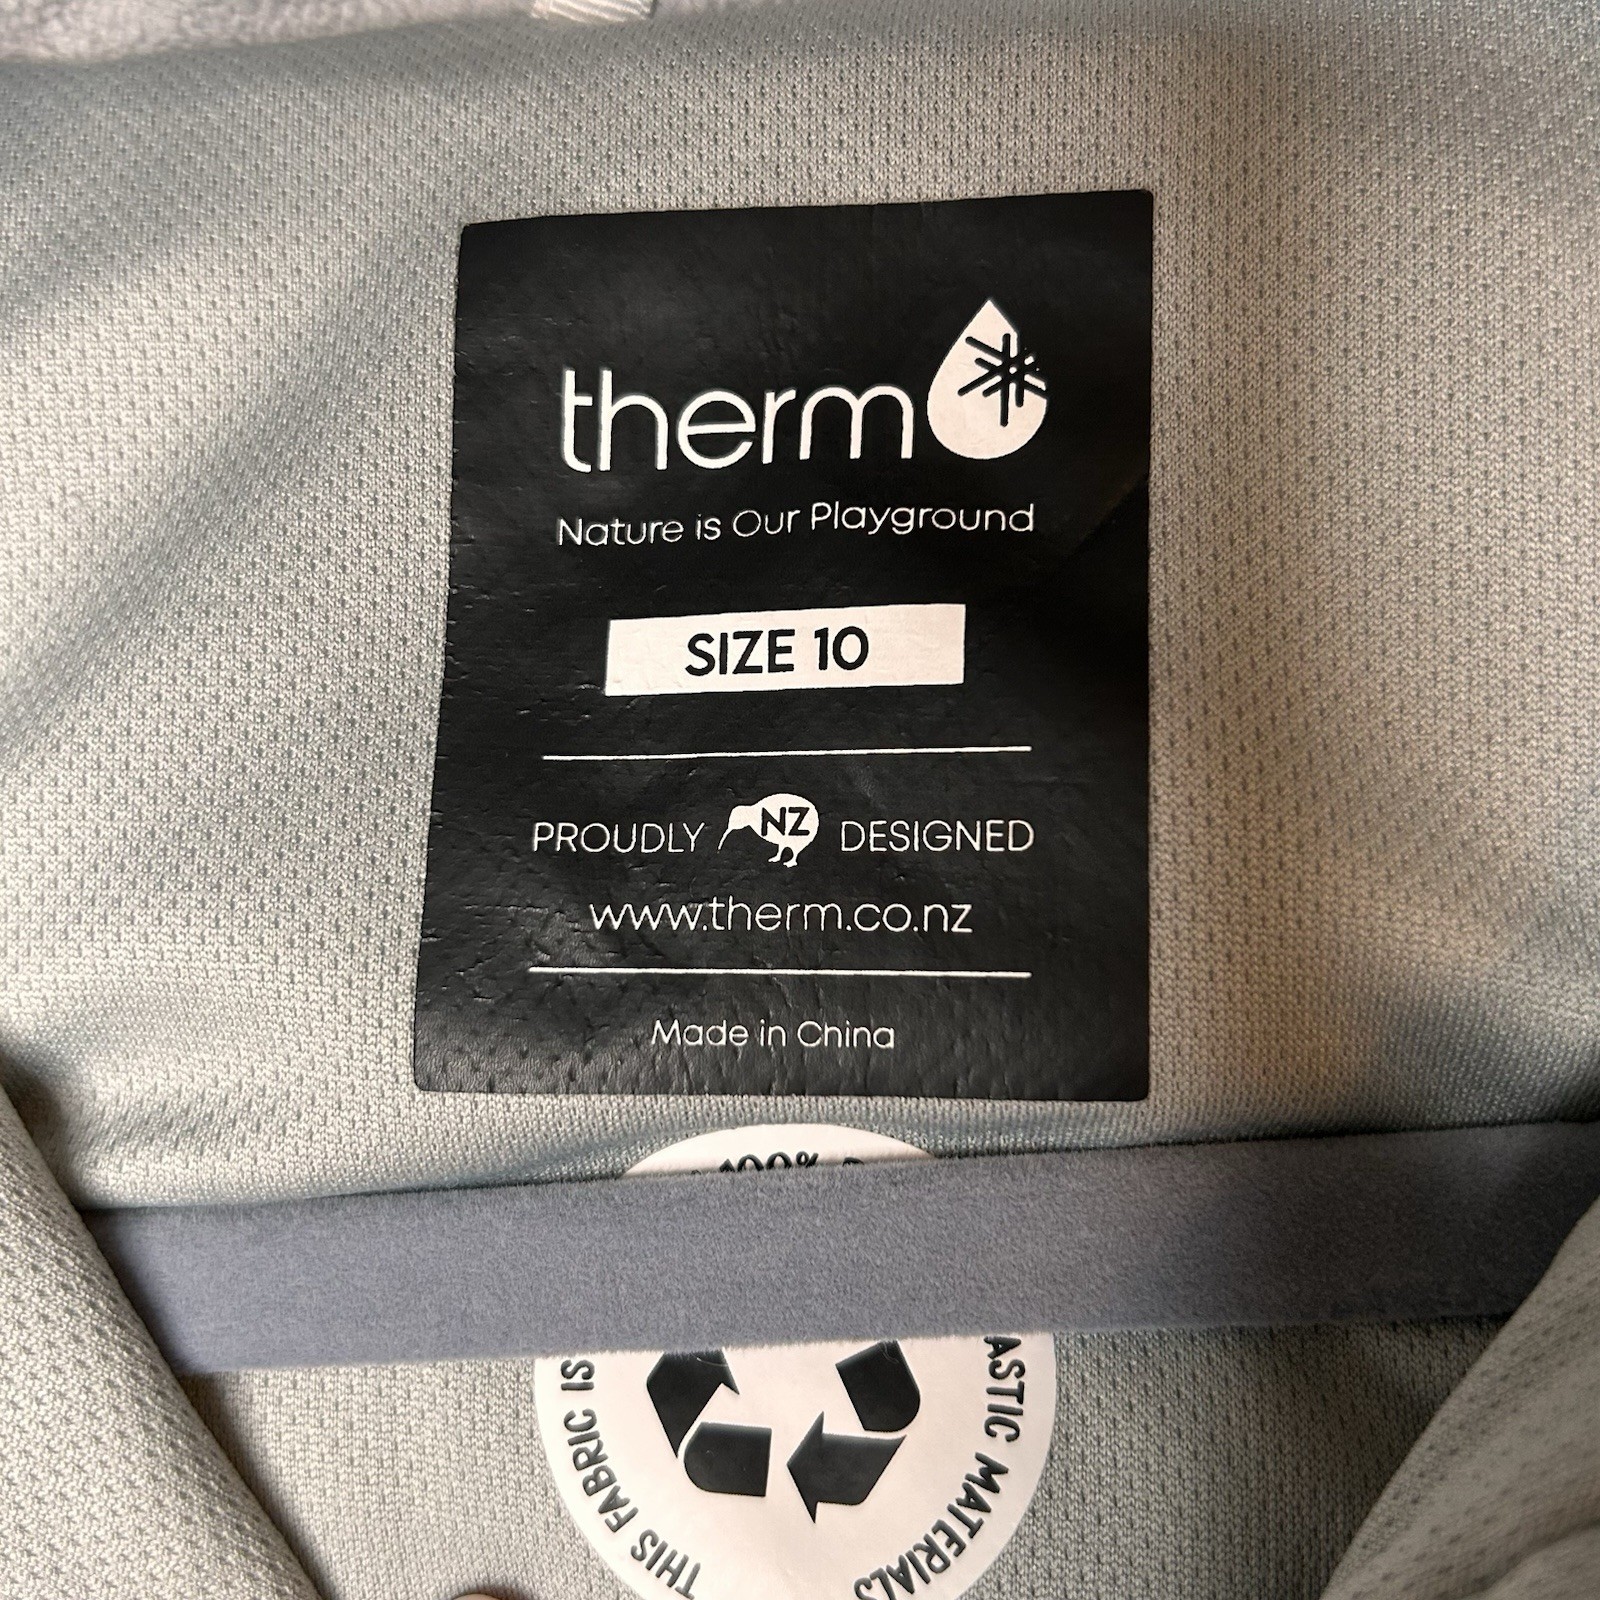 therm
Nature is Our Playground
SIZE 10
PROUDLY NZ DESIGNED
www.therm.co.nz
Made in China
100%
THIS FABRIC IS
MATERIALS